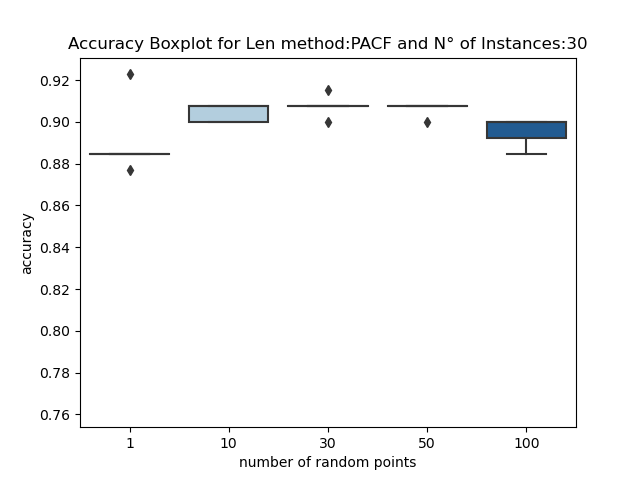 Accuracy Boxplot for Len method:PACF and N° of Instances:30
0.92
0.90
0.88
0.86
0.84
0.82
0.80
0.78
0.76
accuracy
1 10 30 50 100
number of random points